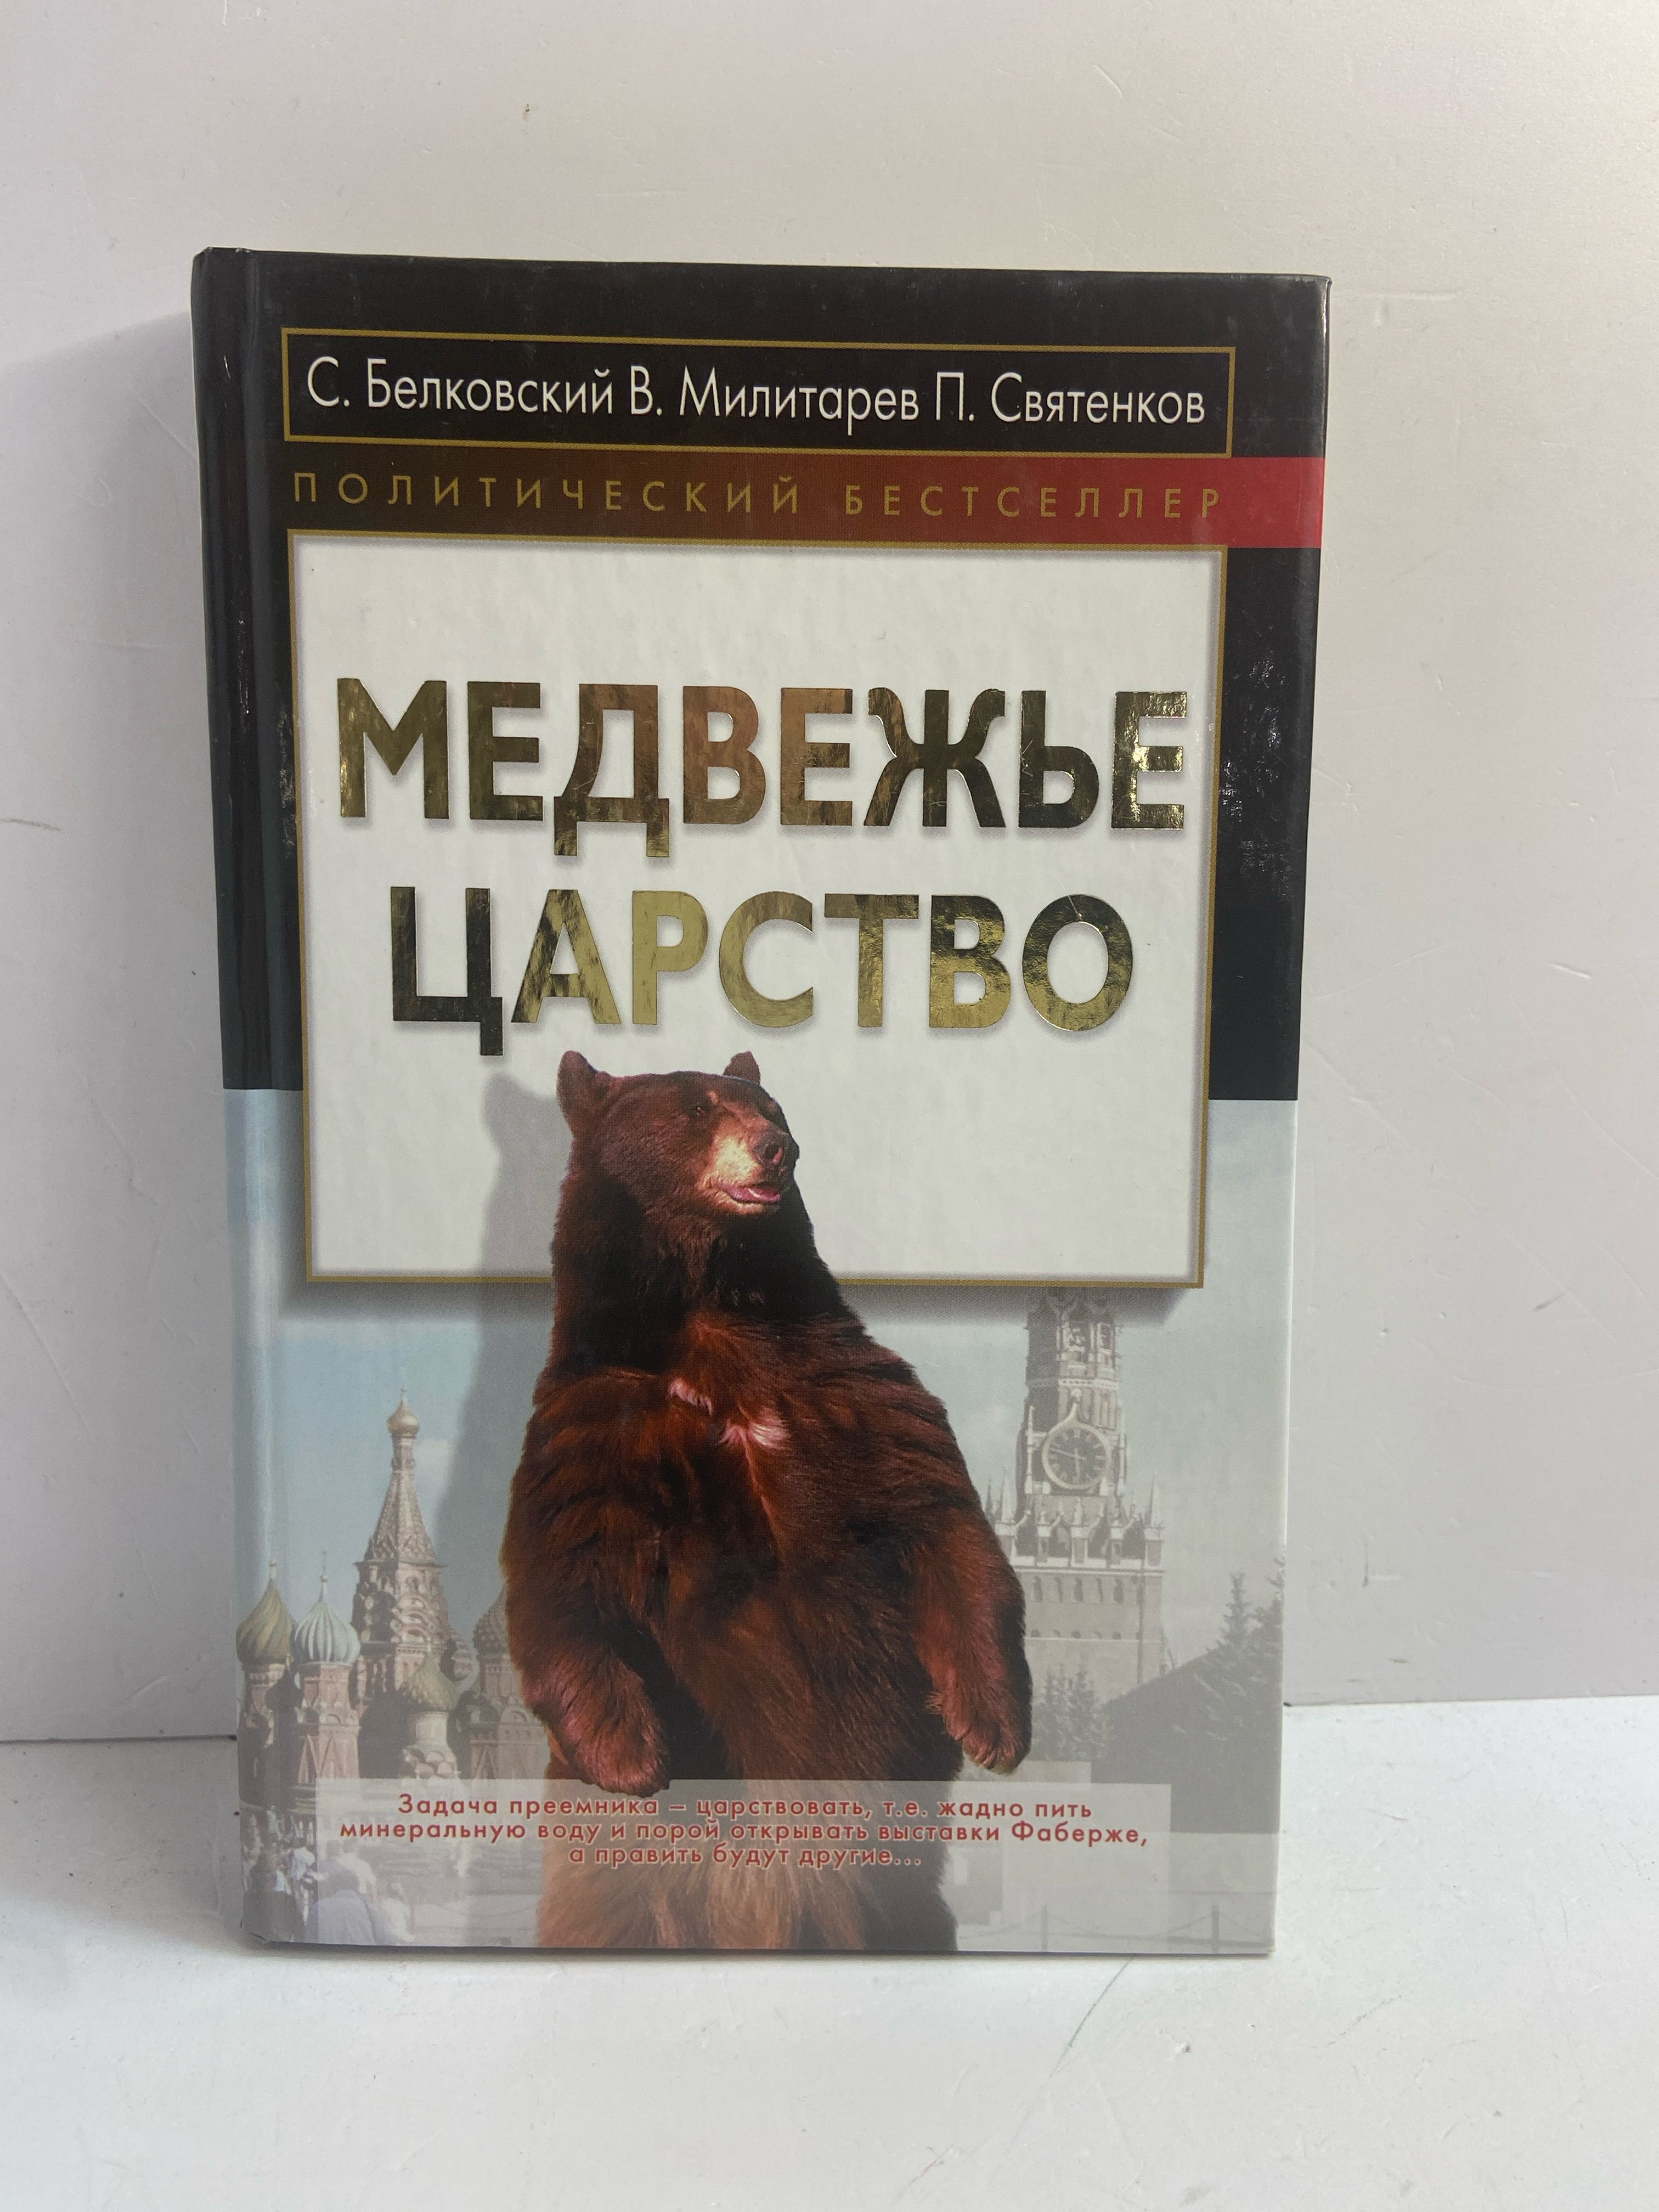 С. Белковский В. Милитарев П. Святенков
ПОЛИТИЧЕСКИЙ БЕСТСЕЛЛЕР
МЕДВЕЖЬЕ
ЦАРСТВО
Задача преемника – царствовать, т.е. жадно пить
минеральную воду и порой открывать выставки Фаберже,
а править будут другие...